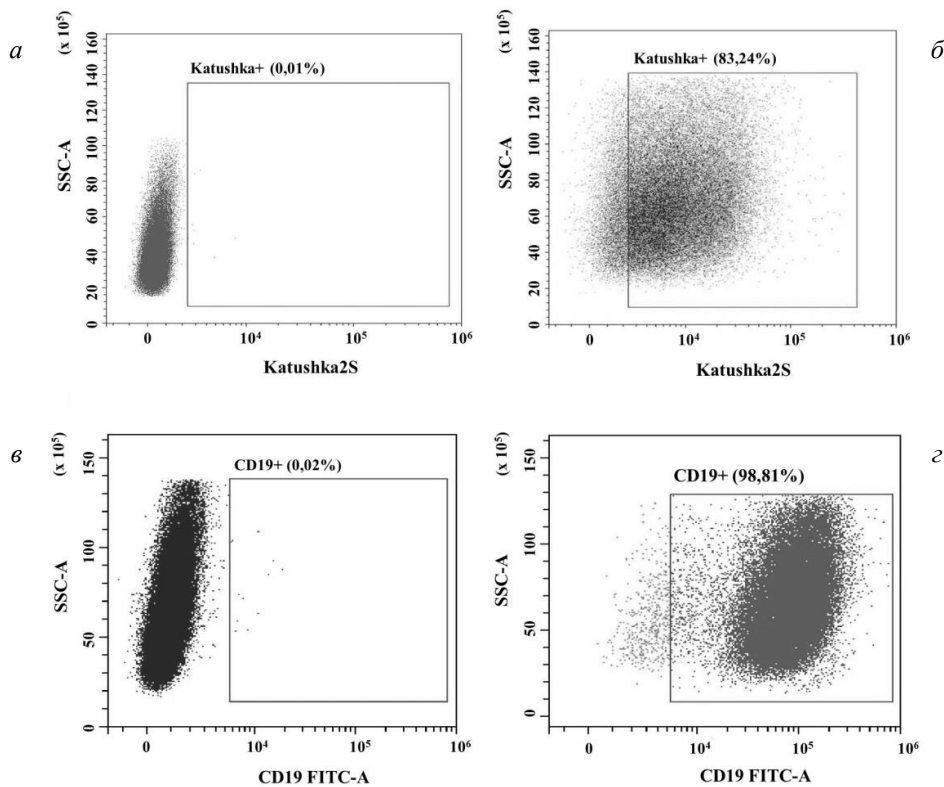 а
Katushka+ (0,01%)
SSC-A
(x 10⁵)
0 20 40 60 80 100 120 140 160
0 10⁴ 10⁵ 10⁶
Katushka2S
б
Katushka+ (83,24%)
SSC-A
(x 10⁵)
0 20 40 60 80 100 120 140 160
0 10⁴ 10⁵ 10⁶
Katushka2S
в
CD19+ (0,02%)
SSC-A
(x 10⁵)
0 50 100 150
0 10⁴ 10⁵ 10⁶
CD19 FITC-A
г
CD19+ (98,81%)
SSC-A
(x 10⁵)
0 50 100 150
0 10⁴ 10⁵ 10⁶
CD19 FITC-A